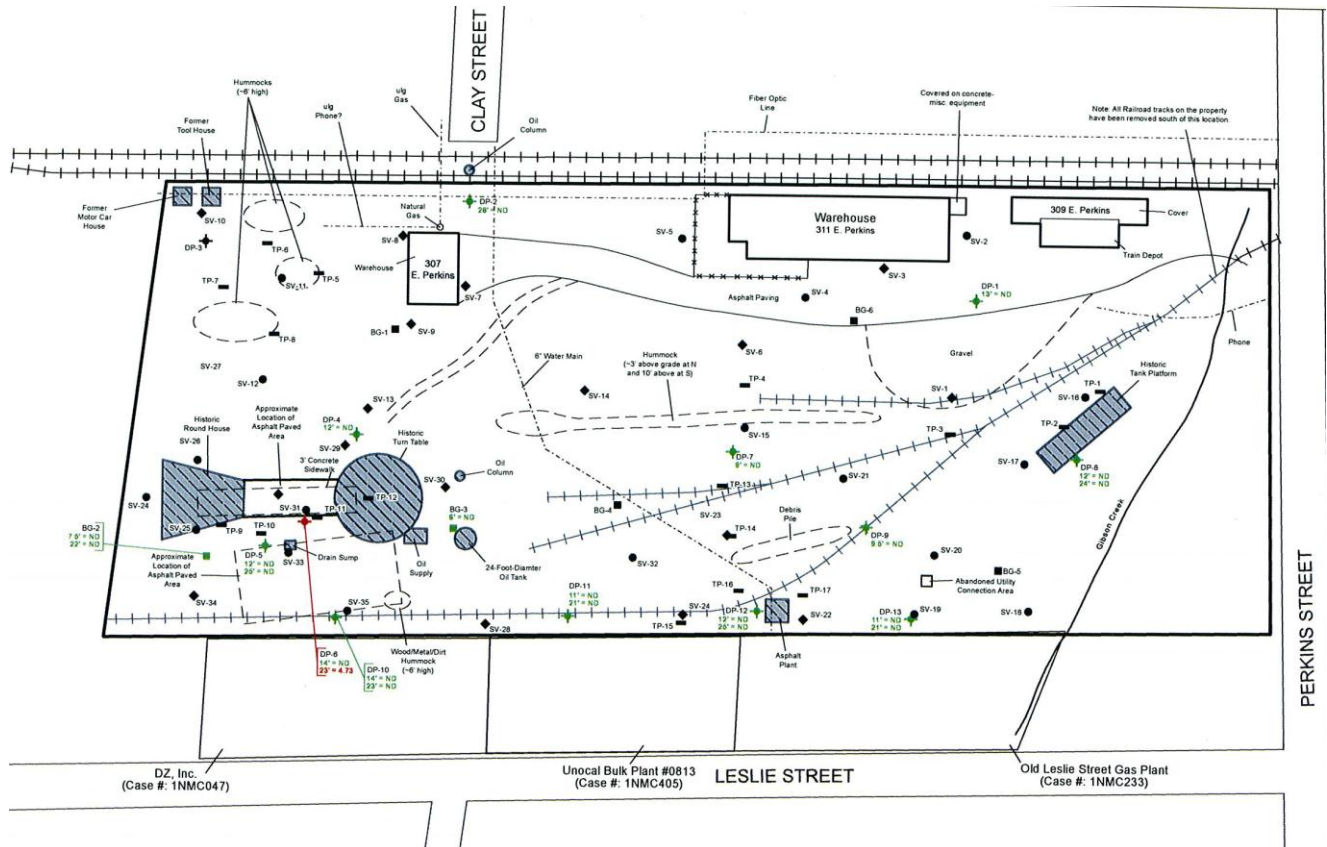 CLAY STREET
Hummocks
(~6' high)
Former
Tool House
u/g
Phone?
u/g
Gas
Oil
Column
Fiber Optic
Line
Covered on concrete-
misc. equipment
Note: All Railroad tracks on the property
have been removed south of this location.
Former
Motor Car
House
SV-10
DP-3
TP-6
TP-7
SV-11
TP-5
TP-8
Natural
Gas
DP-2
28' = ND
SV-8
307
E. Perkins
Warehouse
SV-7
BG-1
SV-9
SV-5
Warehouse
311 E. Perkins
SV-2
SV-3
SV-4
Asphalt Paving
BG-6
309 E. Perkins
Cover
Train Depot
DP-1
13' = ND
Phone
Gravel
SV-27
SV-12
SV-13
6" Water Main
SV-6
TP-4
Hummock
(~3' above grade at N
and 10' above at S)
SV-14
SV-1
SV-16
TP-1
Historic
Tank Platform
TP-2
TP-3
Approximate
Location of
Asphalt Paved
Area
DP-4
12' = ND
Historic
Round House
SV-26
SV-29
Historic
Turn Table
3' Concrete
Sidewalk
SV-15
DP-7
9' = ND
SV-17
DP-8
12' = ND
24' = ND
SV-24
SV-25
TP-9
SV-31
TP-11
TP-12
TP-10
SV-30
Oil
Column
BG-3
6' = ND
BG-4
TP-13
SV-21
SV-23
TP-14
Debris
Pile
DP-9
9.5' = ND
Gibson Creek
BG-2
7.5' = ND
22' = ND
Approximate
Location of
Asphalt Paved
Area
DP-5
12' = ND
25' = ND
SV-33
Drain Sump
Oil
Supply
24-Foot-Diamter
Oil Tank
SV-32
SV-20
BG-5
Abandoned Utility
Connection Area
SV-34
SV-35
SV-28
DP-11
11' = ND
21' = ND
TP-16
SV-24
TP-15
DP-12
12' = ND
25' = ND
TP-17
SV-22
Asphalt
Plant
DP-13
11' = ND
21' = ND
SV-19
SV-18
DP-6
14' = ND
23' = 4.73
DP-10
14' = ND
23' = ND
Wood/Metal/Dirt
Hummock
(~6' high)
PERKINS STREET
DZ, Inc.
(Case #: 1NMC047)
Unocal Bulk Plant #0813
(Case #: 1NMC405)
LESLIE STREET
Old Leslie Street Gas Plant
(Case #: 1NMC233)